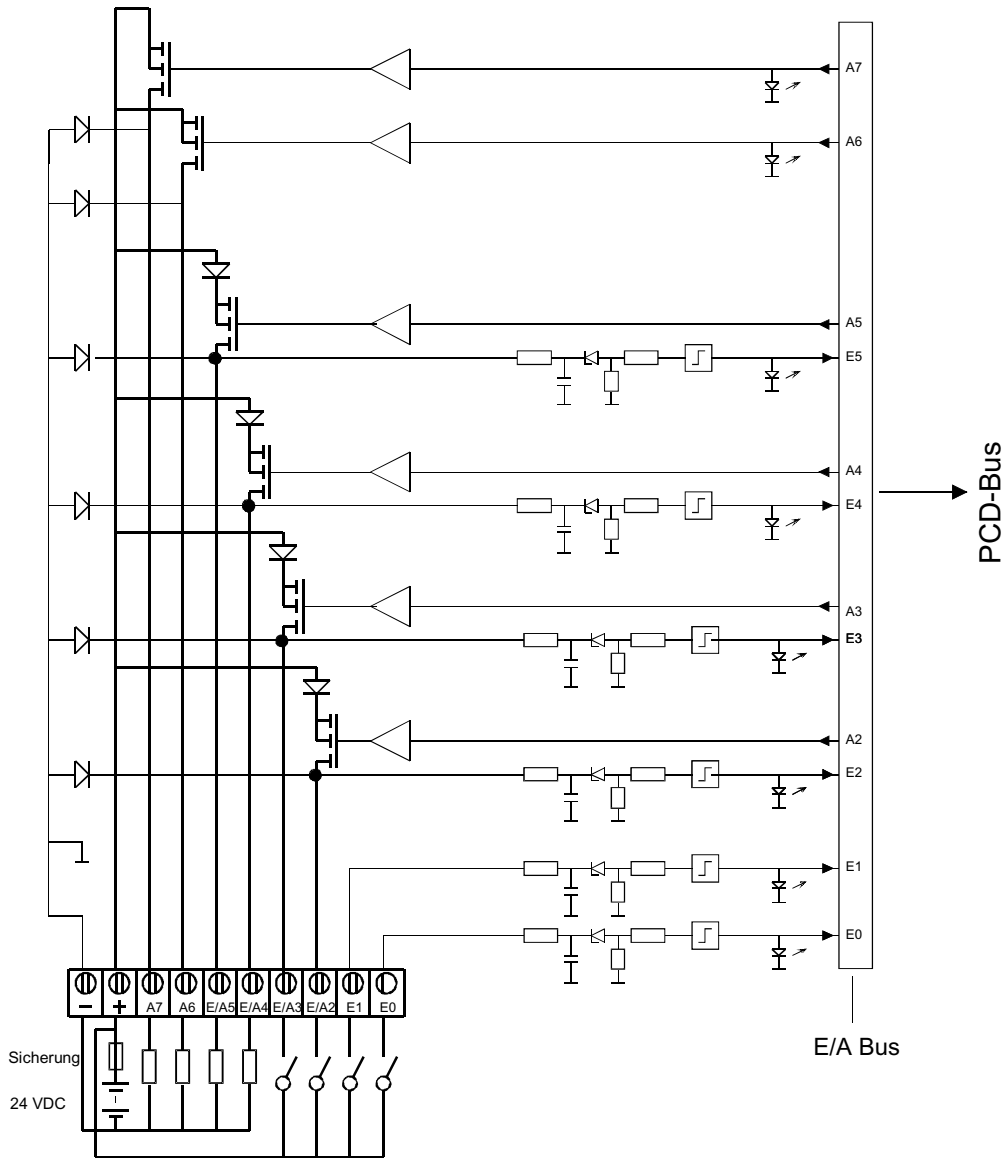 A7
A6
A5
E5
A4
E4
PCD-Bus
A3
E3
A2
E2
E1
E0
- + A7 A6 E/A5 E/A4 E/A3 E/A2 E1 E0
E/A Bus
Sicherung
24 VDC